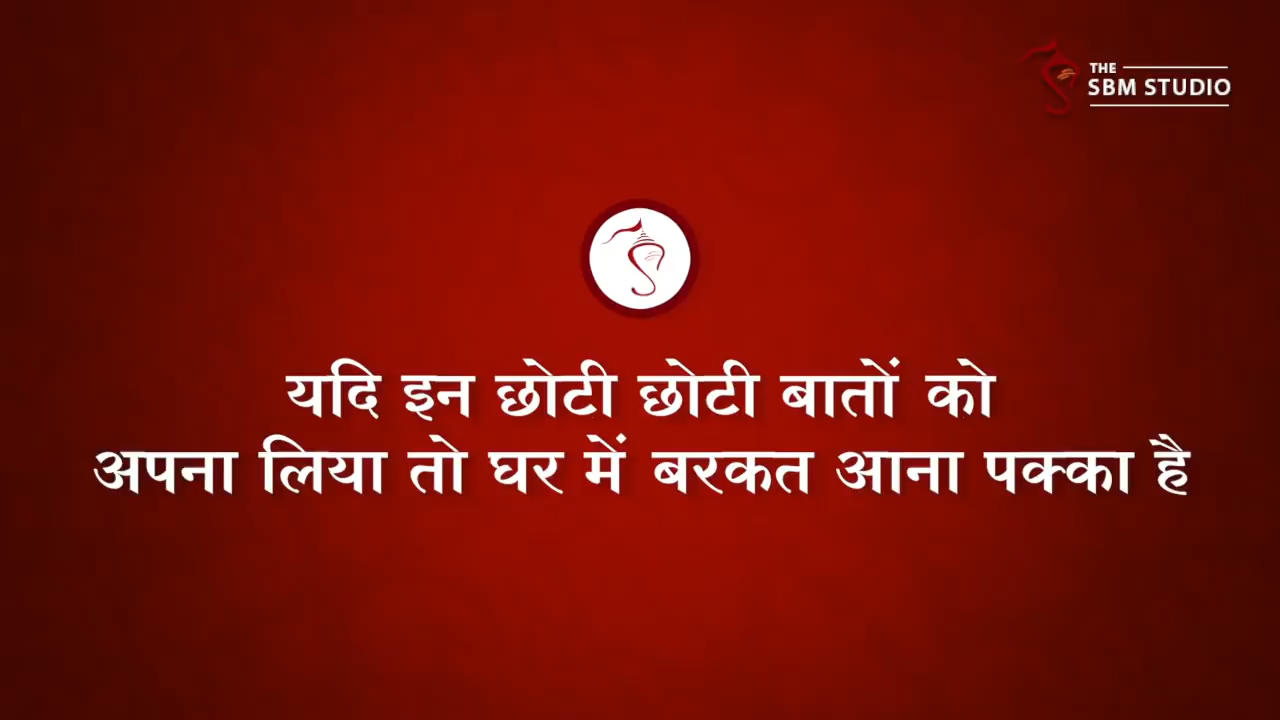 THE
SBM STUDIO
यदि इन छोटी छोटी बातों को
अपना लिया तो घर में बरकत आना पक्का है